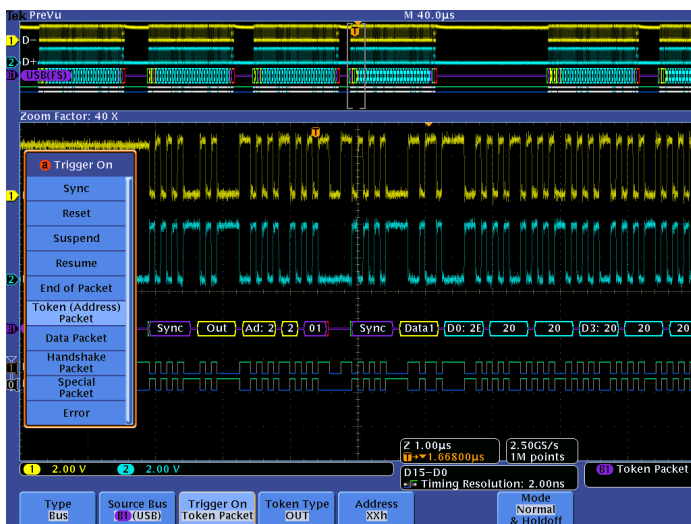 Tek PreVu M 40.0µs
1 D-
2 D+
B1 USB(FS)
Zoom Factor: 40 X
a Trigger On
Sync
Reset
Suspend
Resume
End of Packet
Token (Address)
Packet
Data Packet
Handshake
Packet
Special
Packet
Error
Sync Out Ad: 2 2 01 Sync Data1 D0: 2E 20 20 D3: 20 20 20
Z 1.00µs
T→▼1.66800µs
2.50GS/s
1M points
1 2.00 V 2 2.00 V
D15-D0
Timing Resolution: 2.00ns
B1 Token Packet
Type
Bus
Source Bus
B1 (USB)
Trigger On
Token Packet
Token Type
OUT
Address
XXh
Mode
Normal
& Holdoff